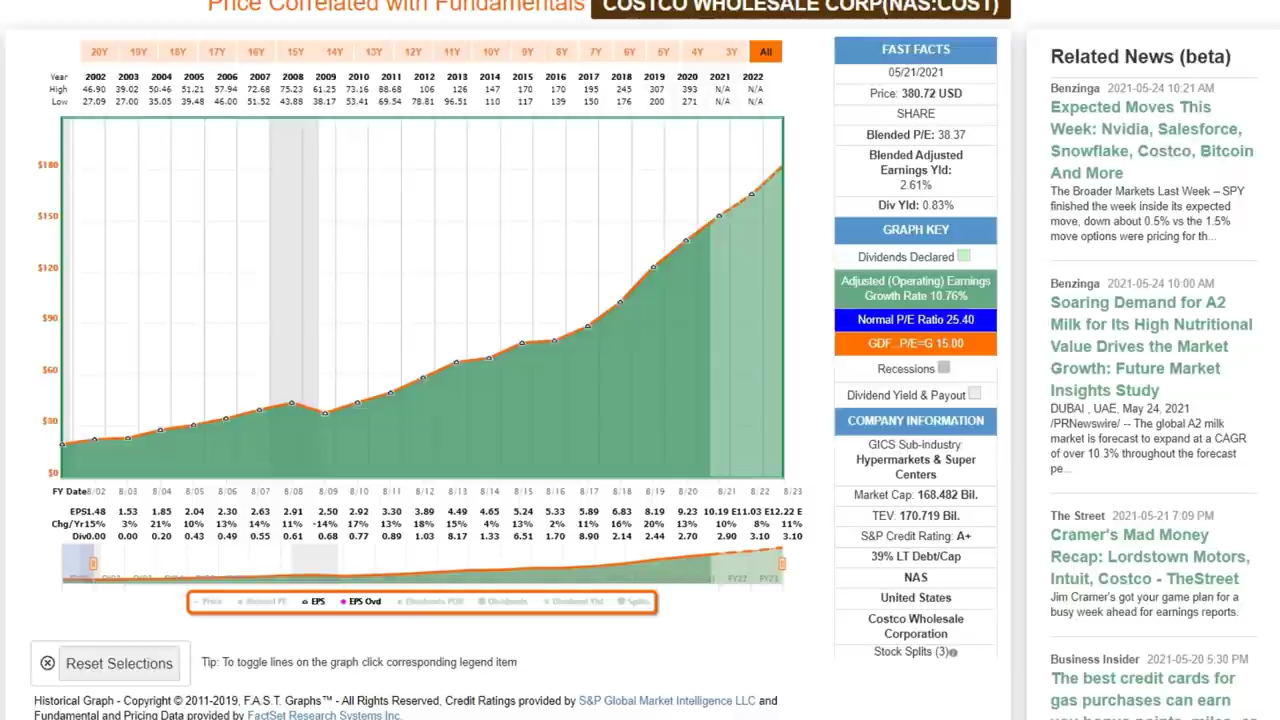 Price Correlated with Fundamentals COSTCO WHOLESALE CORP(NAS:COST)
20Y 19Y 18Y 17Y 16Y 15Y 14Y 13Y 12Y 11Y 10Y 9Y 8Y 7Y 6Y 5Y 4Y 3Y All
Year 2002 2003 2004 2005 2006 2007 2008 2009 2010 2011 2012 2013 2014 2015 2016 2017 2018 2019 2020 2021 2022
High 46.90 39.02 50.46 51.21 57.94 72.68 75.23 61.25 73.16 88.68 106 126 147 170 170 195 245 307 393 N/A N/A
Low 27.09 27.00 35.05 39.48 46.00 51.52 43.88 38.17 53.41 69.54 78.81 96.51 110 117 139 150 176 200 271 N/A N/A
$180
$150
$120
$90
$60
$30
$0
FY Date 8/02 8/03 8/04 8/05 8/06 8/07 8/08 8/09 8/10 8/11 8/12 8/13 8/14 8/15 8/16 8/17 8/18 8/19 8/20 8/21 8/22 8/23
EPS1.48 1.53 1.85 2.04 2.30 2.63 2.91 2.50 2.92 3.30 3.89 4.49 4.65 5.24 5.33 5.89 6.83 8.19 9.23 10.19 E11.03 E12.22 E
Chg/Yr15% 3% 21% 10% 13% 14% 11% -14% 17% 13% 18% 15% 4% 13% 2% 11% 16% 20% 13% 10% 8% 11%
Div0.00 0.00 0.20 0.43 0.49 0.55 0.61 0.68 0.77 0.89 1.03 8.17 1.33 6.51 1.70 8.90 2.14 2.44 2.70 2.90 3.10 3.10
FY22 FY23
Price Normal PE EPS EPS Ovd Dividends POR Dividends Dividend Yld Splits
Reset Selections
Tip: To toggle lines on the graph click corresponding legend item
Historical Graph - Copyright © 2011-2019, F.A.S.T. Graphs™ - All Rights Reserved, Credit Ratings provided by S&P Global Market Intelligence LLC and
Fundamental and Pricing Data provided by FactSet Research Systems Inc.
FAST FACTS
05/21/2021
Price: 380.72 USD
SHARE
Blended P/E: 38.37
Blended Adjusted
Earnings Yld:
2.61%
Div Yld: 0.83%
GRAPH KEY
Dividends Declared
Adjusted (Operating) Earnings
Growth Rate 10.76%
Normal P/E Ratio 25.40
GDF...P/E=G 15.00
Recessions
Dividend Yield & Payout
COMPANY INFORMATION
GICS Sub-industry:
Hypermarkets & Super
Centers
Market Cap: 168.482 Bil.
TEV: 170.719 Bil.
S&P Credit Rating: A+
39% LT Debt/Cap
NAS
United States
Costco Wholesale
Corporation
Stock Splits (3)
Related News (beta)
Benzinga 2021-05-24 10:21 AM
Expected Moves This
Week: Nvidia, Salesforce,
Snowflake, Costco, Bitcoin
And More
The Broader Markets Last Week – SPY
finished the week inside its expected
move, down about 0.5% vs the 1.5%
move options were pricing for th...
Benzinga 2021-05-24 10:00 AM
Soaring Demand for A2
Milk for Its High Nutritional
Value Drives the Market
Growth: Future Market
Insights Study
DUBAI , UAE, May 24, 2021
/PRNewswire/ -- The global A2 milk
market is forecast to expand at a CAGR
of over 10.3% throughout the forecast
pe...
The Street 2021-05-21 7:09 PM
Cramer's Mad Money
Recap: Lordstown Motors,
Intuit, Costco - TheStreet
Jim Cramer's got your game plan for a
busy week ahead for earnings reports.
Business Insider 2021-05-20 5:30 PM
The best credit cards for
gas purchases can earn